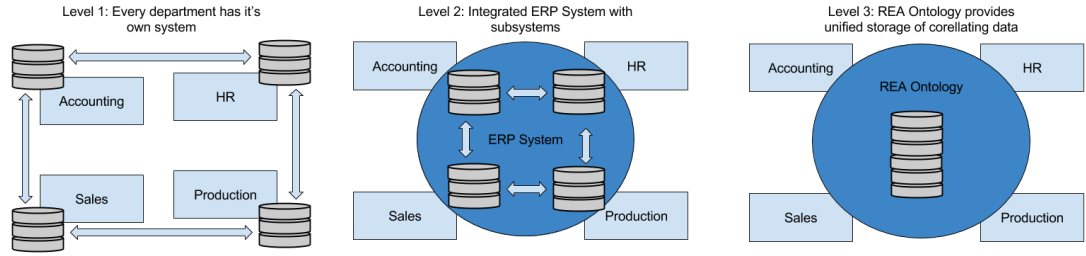 Level 1: Every department has it's
own system
Accounting
HR
Sales
Production
Level 2: Integrated ERP System with
subsystems
Accounting
HR
ERP System
Sales
Production
Level 3: REA Ontology provides
unified storage of corellating data
Accounting
HR
REA Ontology
Sales
Production